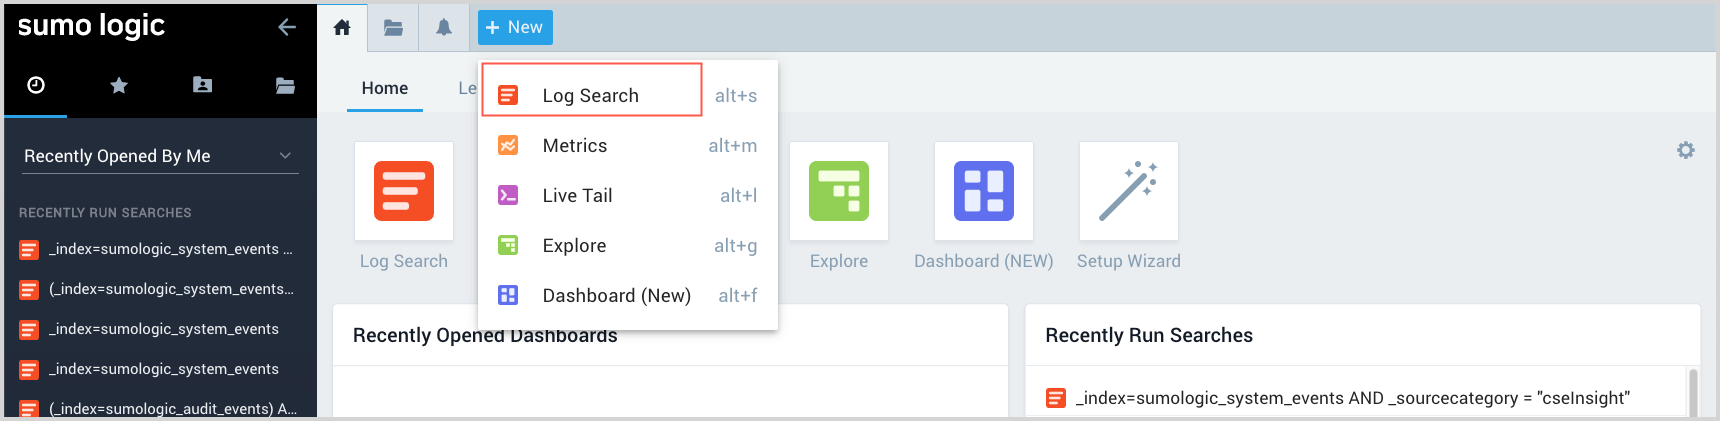 sumo logic
New
Home
Le
Log Search alt+s
Metrics alt+m
Live Tail alt+l
Explore alt+g
Dashboard (New) alt+f
Recently Opened By Me
RECENTLY RUN SEARCHES
_index=sumologic_system_events ...
(_index=sumologic_system_events...
_index=sumologic_system_events
_index=sumologic_system_events
(_index=sumologic_audit_events) A...
Log Search
Explore
Dashboard (NEW)
Setup Wizard
Recently Opened Dashboards
Recently Run Searches
_index=sumologic_system_events AND _sourcecategory = "cseInsight"